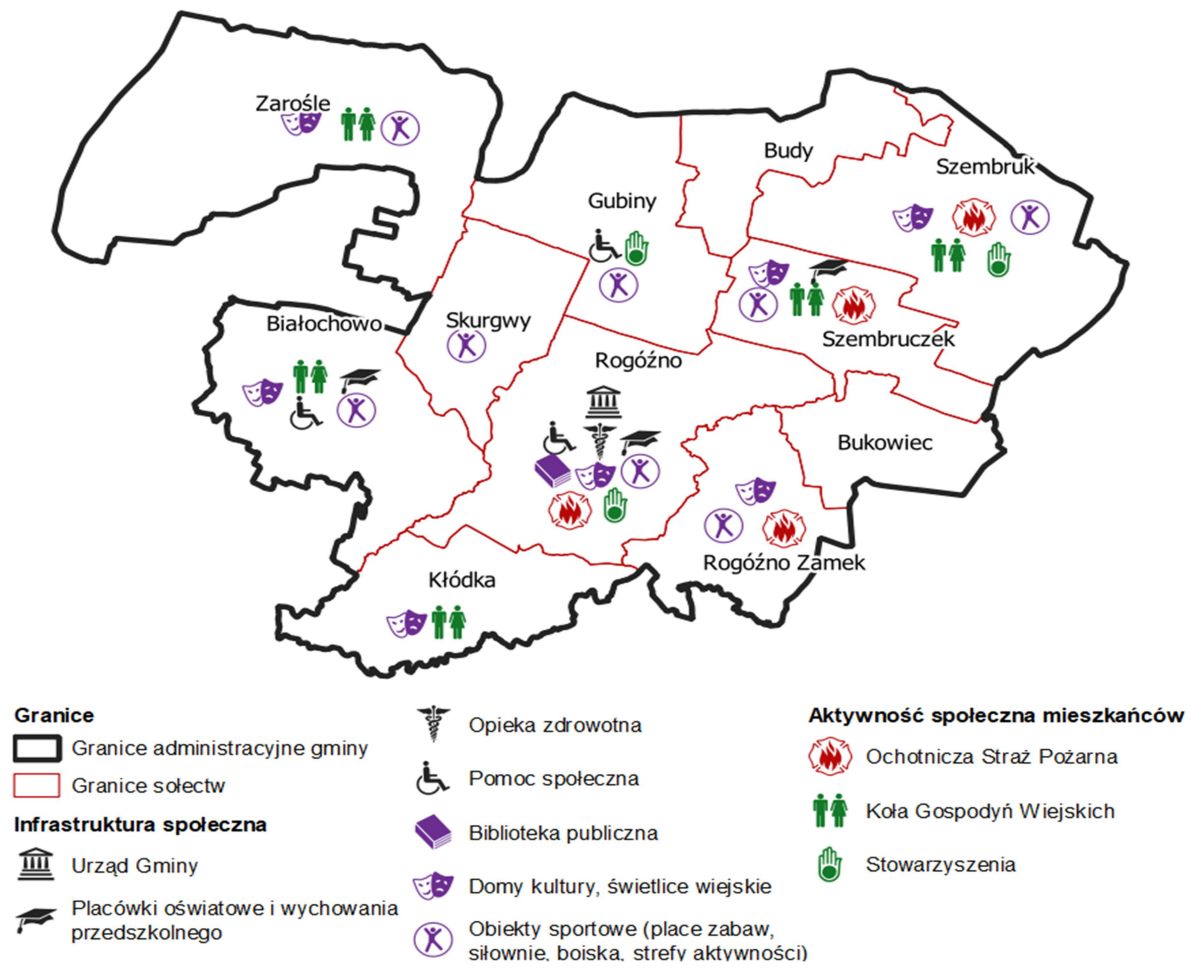 Zarośle
Budy
Szembruk
Gubiny
Białochowo
Skurgwy
Szembruczek
Rogóźno
Bukowiec
Rogóźno Zamek
Kłódka
Granice
Granice administracyjne gminy
Granice sołectw
Infrastruktura społeczna
Urząd Gminy
Placówki oświatowe i wychowania
przedszkolnego
Opieka zdrowotna
Pomoc społeczna
Biblioteka publiczna
Domy kultury, świetlice wiejskie
Obiekty sportowe (place zabaw,
siłownie, boiska, strefy aktywności)
Aktywność społeczna mieszkańców
Ochotnicza Straż Pożarna
Koła Gospodyń Wiejskich
Stowarzyszenia